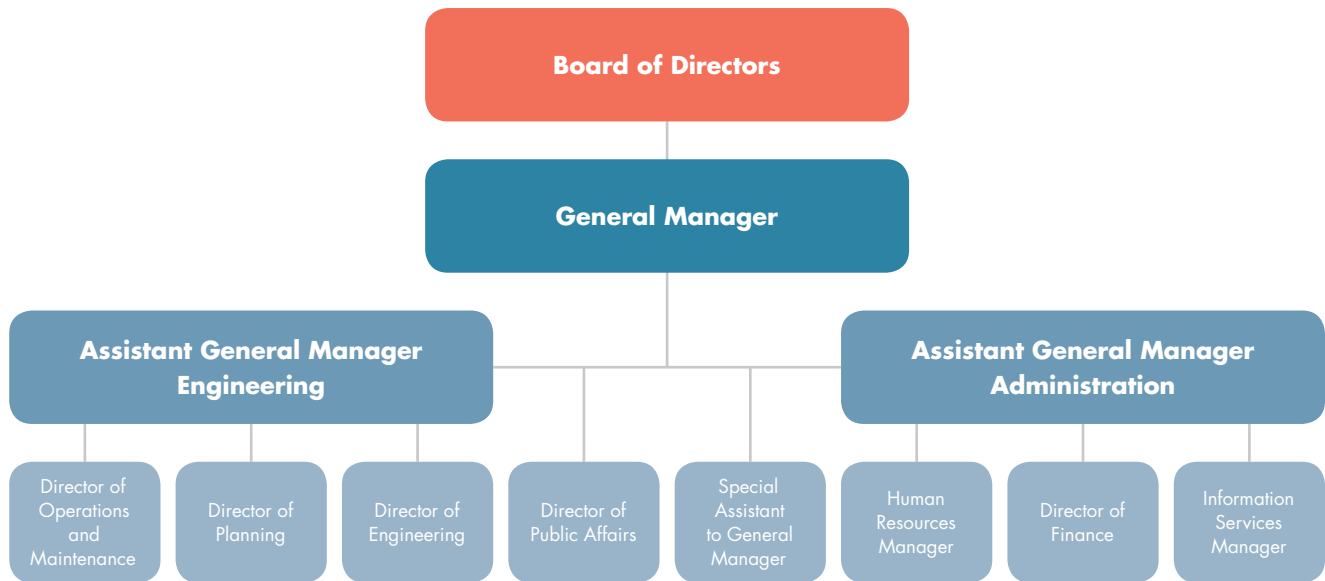 Board of Directors
General Manager
Assistant General Manager
Engineering
Assistant General Manager
Administration
Director of
Operations
and
Maintenance
Director of
Planning
Director of
Engineering
Director of
Public Affairs
Special
Assistant
to General
Manager
Human
Resources
Manager
Director of
Finance
Information
Services
Manager